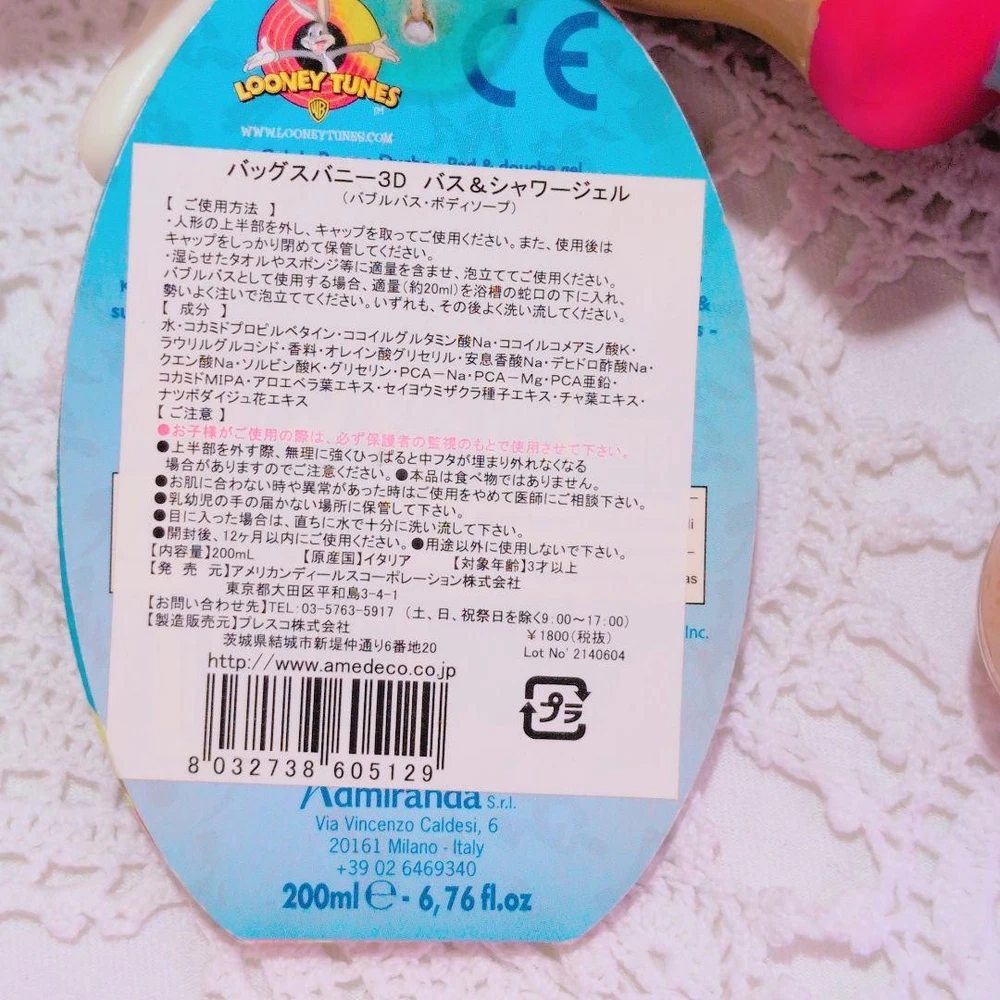 LOONEY TUNES
TM
WB
CE
WWW.LOONEYTUNES.COM
バッグスバニー3D バス＆シャワージェル
（バブルバス・ボディソープ）
【 ご使用方法 】
・人形の上半部を外し、キャップを取ってご使用ください。また、使用後は
キャップをしっかり閉めて保管してください。
・湿らせたタオルやスポンジ等に適量を含ませ、泡立ててご使用ください。
バブルバスとして使用する場合、適量（約20ml）を浴槽の蛇口の下に入れ、
勢いよく注いで泡立ててください。いずれも、その後よく洗い流してください。
【 成分 】
水・コカミドプロピルベタイン・ココイルグルタミン酸Na・ココイルコメアミノ酸K・
ラウリルグルコシド・香料・オレイン酸グリセリル・安息香酸Na・デヒドロ酢酸Na・
クエン酸Na・ソルビン酸K・グリセリン・PCA－Na・PCA－Mg・PCA亜鉛・
コカミドMIPA・アロエベラ葉エキス・セイヨウミザクラ種子エキス・チャ葉エキス・
ナツボダイジュ花エキス
【 ご注意 】
●お子様がご使用の際は、必ず保護者の監視のもとで使用させて下さい。
●上半部を外す際、無理に強くひっぱると中フタが埋まり外れなくなる
場合がありますのでご注意ください。●本品は食べ物ではありません。
●お肌に合わない時や異常があった時はご使用をやめて医師にご相談下さい。
●乳幼児の手の届かない場所に保管して下さい。
●目に入った場合は、直ちに水で十分に洗い流して下さい。
●開封後、12ヶ月以内にご使用ください。●用途以外に使用しないで下さい。
【内容量】200mL 【原産国】イタリア 【対象年齢】3才以上
【発 売 元】アメリカンディールスコーポレーション株式会社
東京都大田区平和島3-4-1
【お問い合わせ先】TEL:03-5763-5917 （土、日、祝祭日を除く9:00～17:00）
【製造販売元】プレスコ株式会社
茨城県結城市新堤仲通り6番地20
￥1800（税抜）
Lot No' 2140604
http://www.amedeco.co.jp
プラ
8 032738 605129
Inc.
Admiranda S.r.l.
Via Vincenzo Caldesi, 6
20161 Milano - Italy
+39 02 6469340
200ml ℮ - 6,76 fl.oz